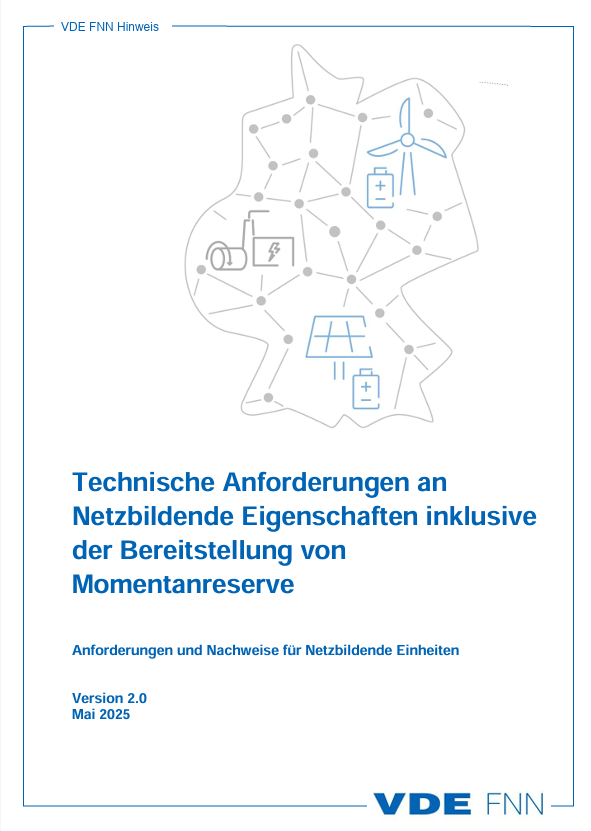 VDE FNN Hinweis
Technische Anforderungen an
Netzbildende Eigenschaften inklusive
der Bereitstellung von
Momentanreserve
Anforderungen und Nachweise für Netzbildende Einheiten
Version 2.0
Mai 2025
VDE FNN